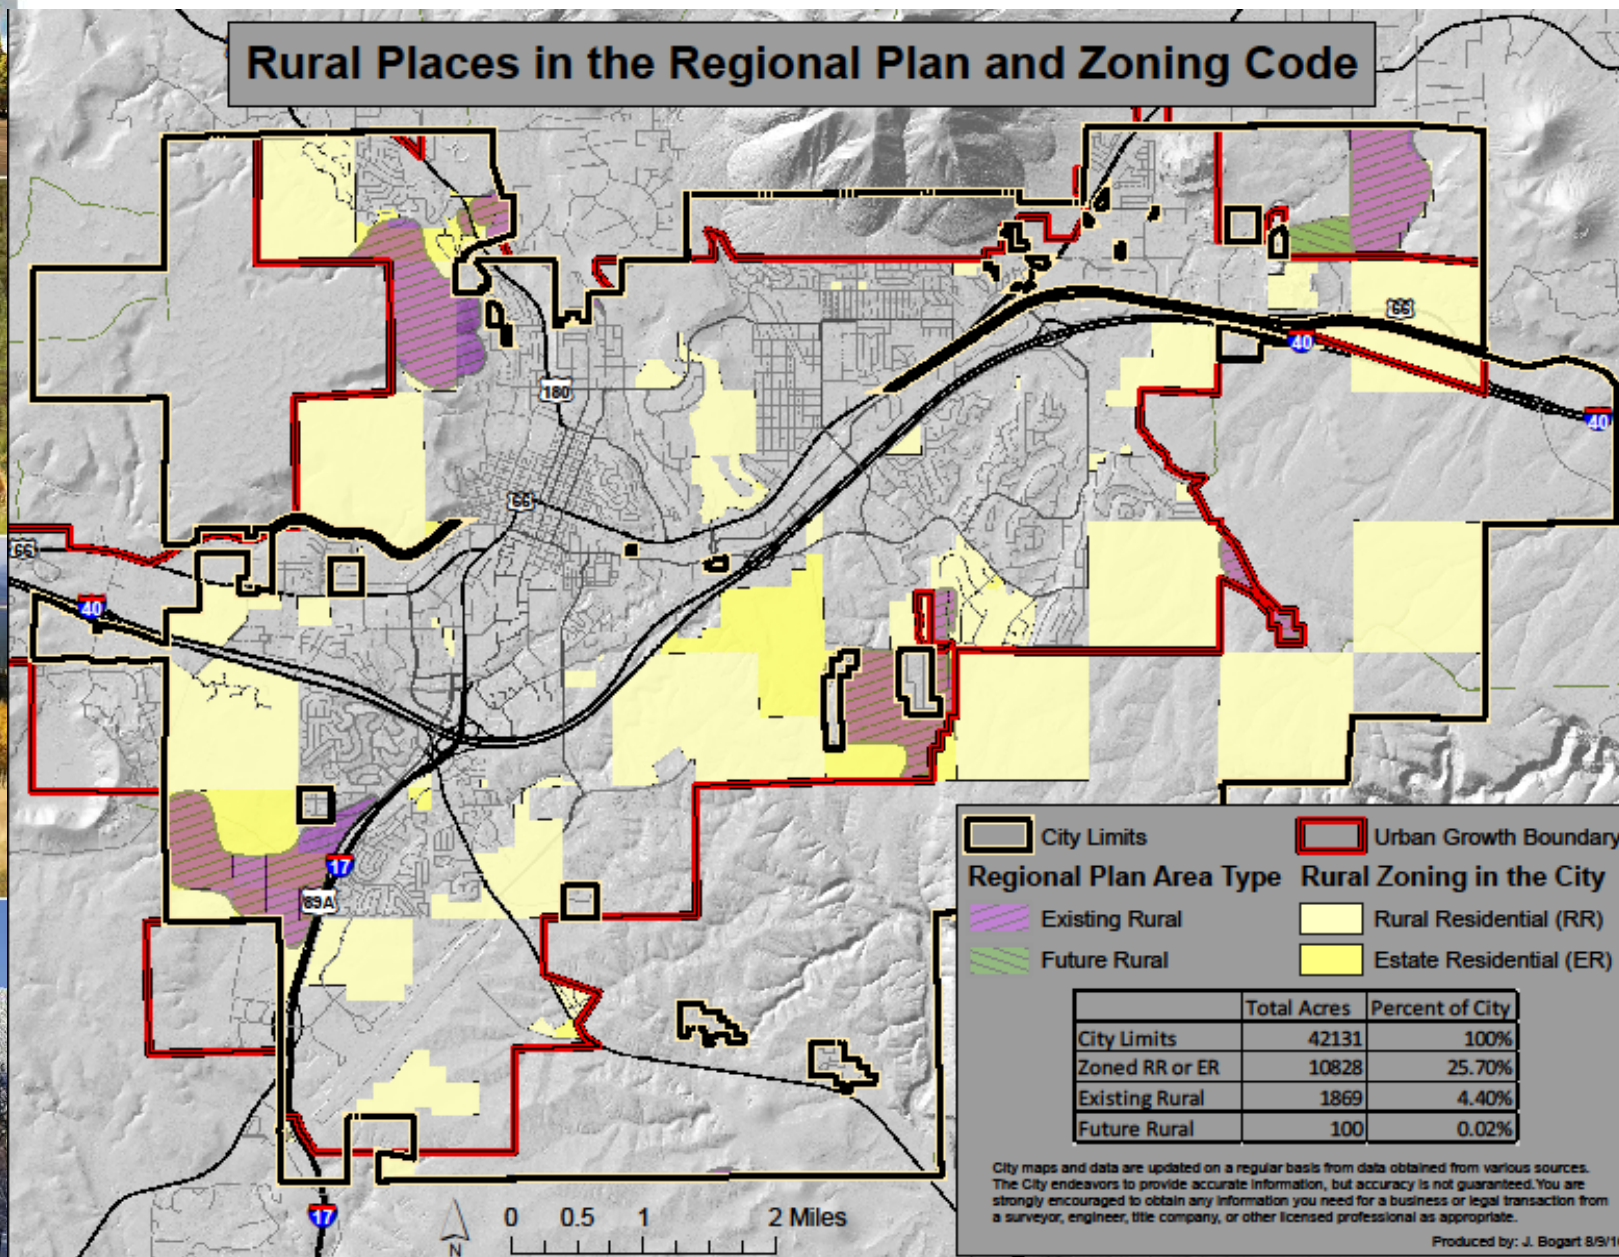 Rural Places in the Regional Plan and Zoning Code
66
40
40
180
66
66
40
17
89A
17
N
0 0.5 1 2 Miles
City Limits
Urban Growth Boundary
Regional Plan Area Type
Rural Zoning in the City
Existing Rural
Rural Residential (RR)
Future Rural
Estate Residential (ER)
Total Acres Percent of City
City Limits 42131 100%
Zoned RR or ER 10828 25.70%
Existing Rural 1869 4.40%
Future Rural 100 0.02%
City maps and data are updated on a regular basis from data obtained from various sources.
The City endeavors to provide accurate information, but accuracy is not guaranteed.You are
strongly encouraged to obtain any information you need for a business or legal transaction from
a surveyor, engineer, title company, or other licensed professional as appropriate.
Produced by: J. Bogart